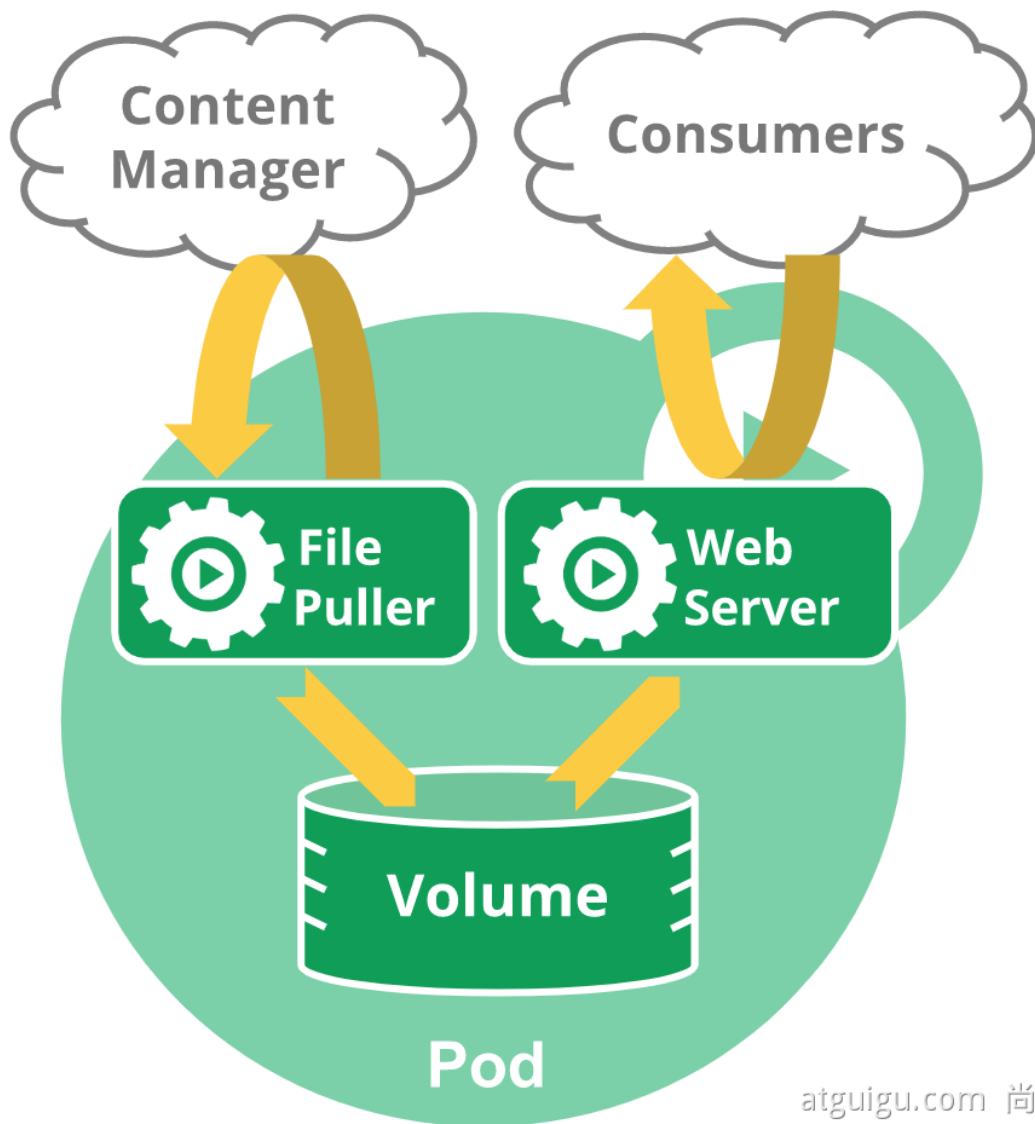 Content
Manager
Consumers
File
Puller
Web
Server
Volume
Pod
atguigu.com 尚